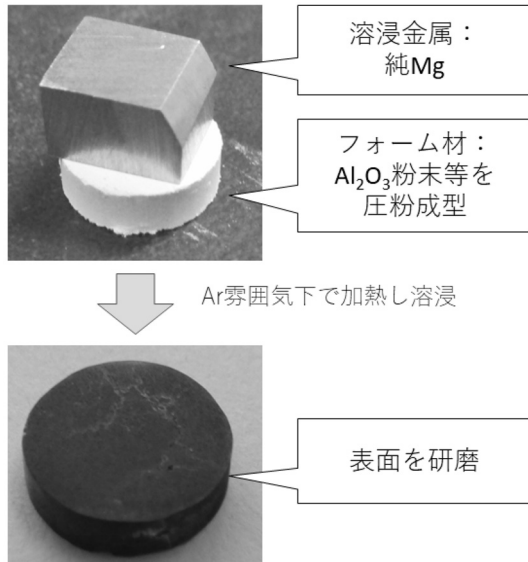 溶浸金属：
純Mg
フォーム材：
Al₂O₃粉末等を
圧粉成型
Ar雰囲気下で加熱し溶浸
表面を研磨